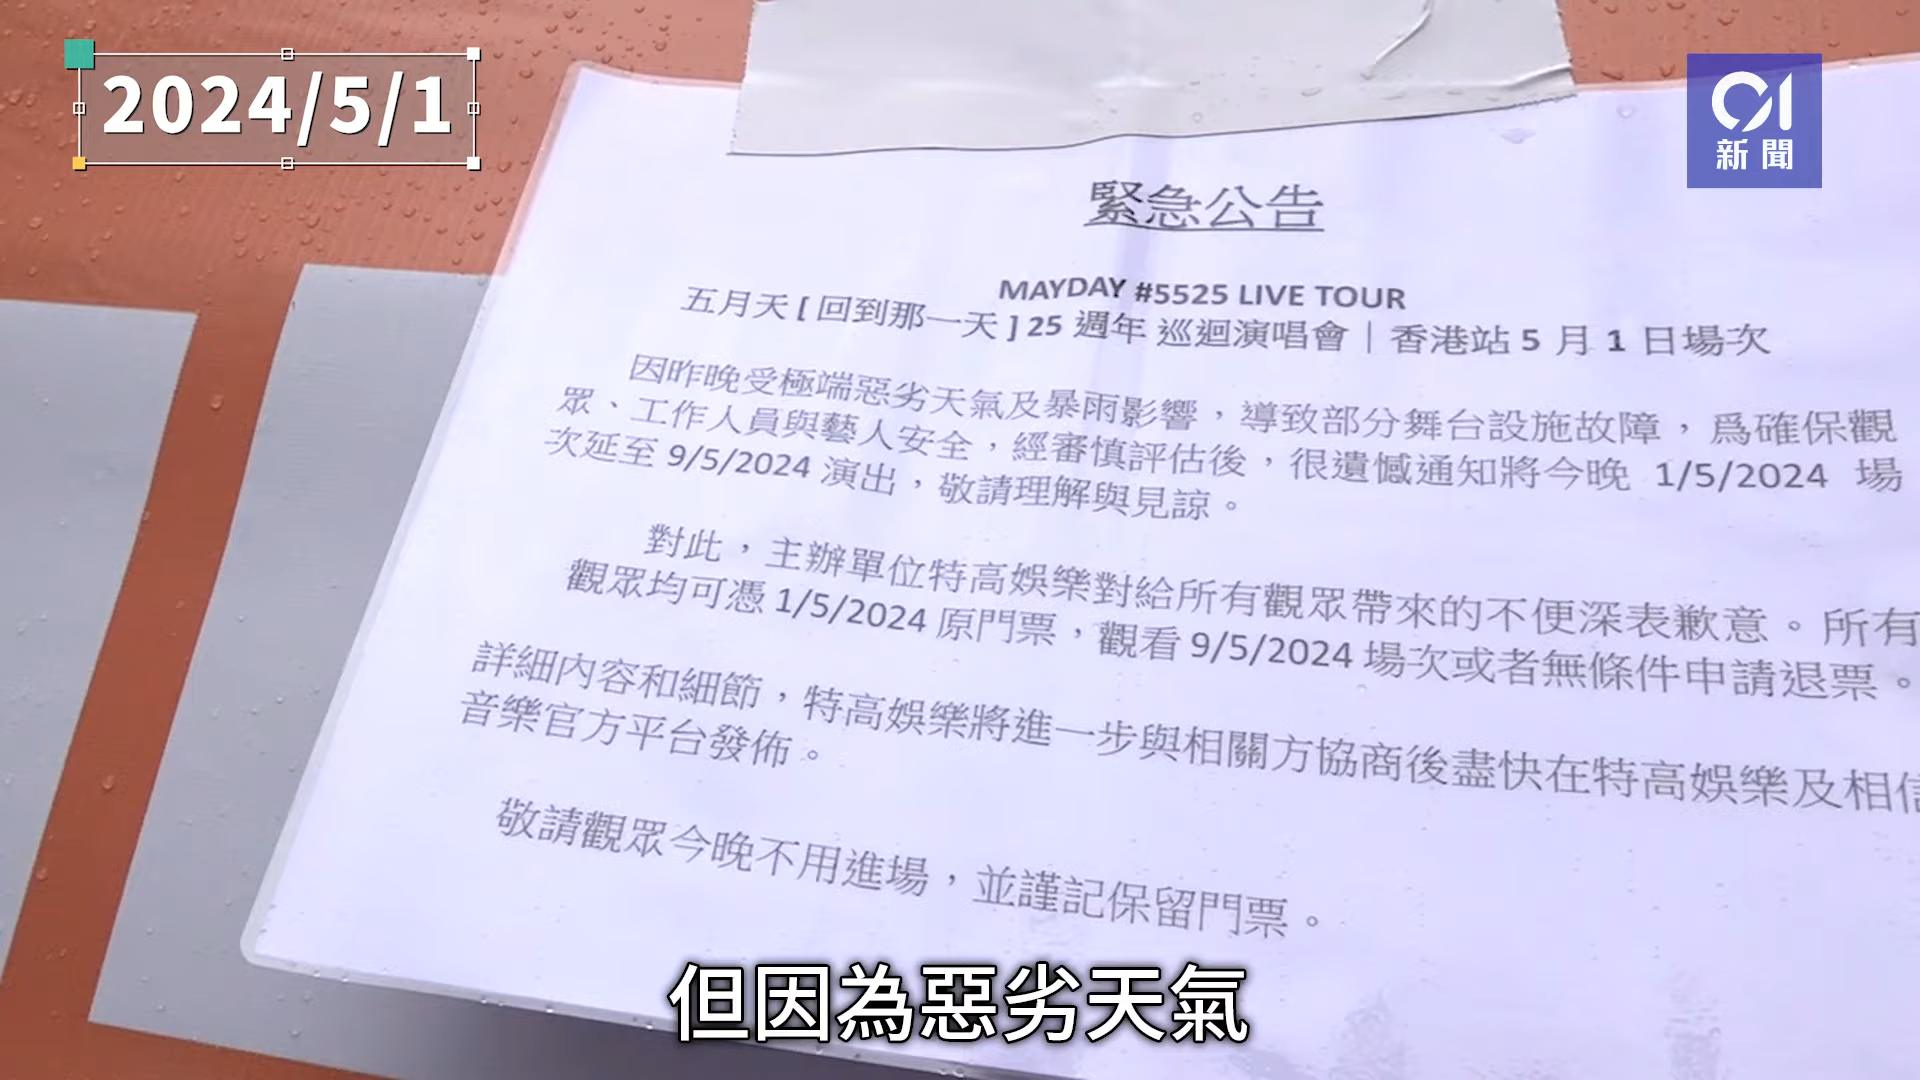 2024/5/1
01
新聞
緊急公告
MAYDAY #5525 LIVE TOUR
五月天 [ 回到那一天 ] 25 週年 巡迴演唱會｜香港站 5 月 1 日場次
因昨晚受極端惡劣天氣及暴雨影響，導致部分舞台設施故障，爲確保觀
眾、工作人員與藝人安全，經審慎評估後，很遺憾通知將今晚 1/5/2024 場
次延至 9/5/2024 演出，敬請理解與見諒。
對此，主辦單位特高娛樂對給所有觀眾帶來的不便深表歉意。所有
觀眾均可憑 1/5/2024 原門票，觀看 9/5/2024 場次或者無條件申請退票。
詳細內容和細節，特高娛樂將進一步與相關方協商後盡快在特高娛樂及相信
音樂官方平台發佈。
敬請觀眾今晚不用進場，並謹記保留門票。
但因為惡劣天氣